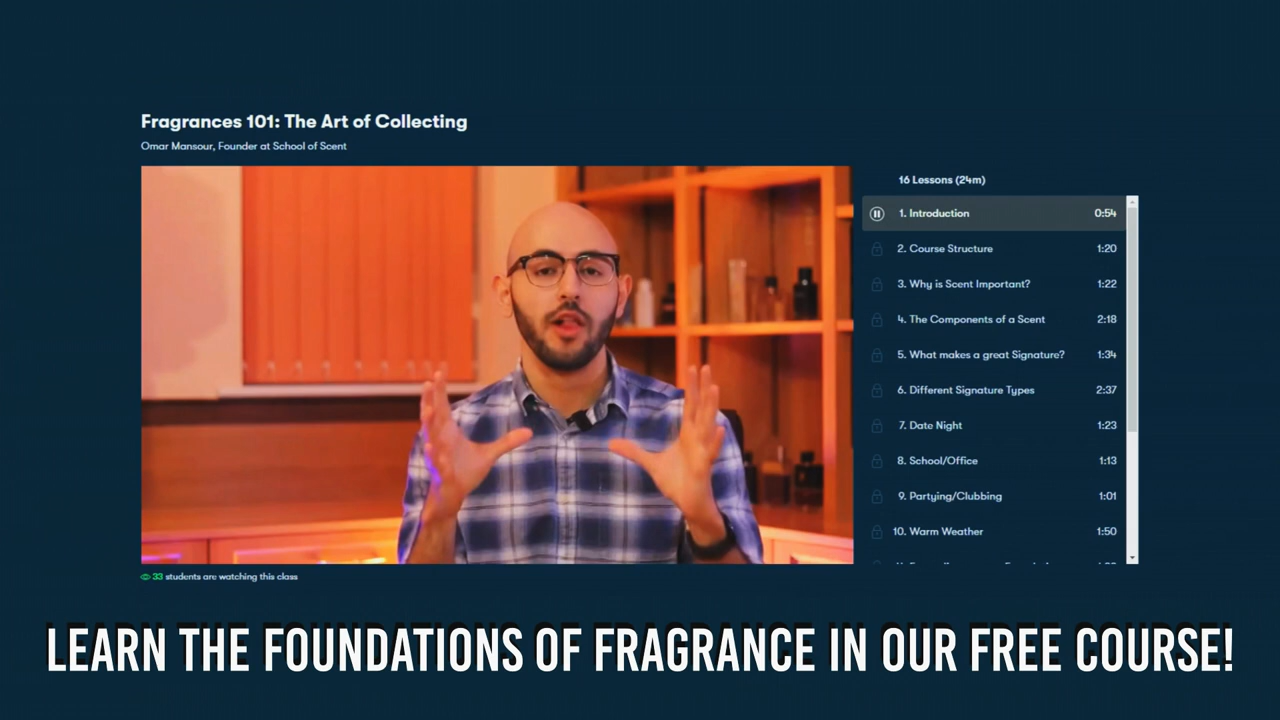 Fragrances 101: The Art of Collecting
Omar Mansour, Founder at School of Scent
16 Lessons (24m)
1. Introduction 0:54
2. Course Structure 1:20
3. Why is Scent Important? 1:22
4. The Components of a Scent 2:18
5. What makes a great Signature? 1:34
6. Different Signature Types 2:37
7. Date Night 1:23
8. School/Office 1:13
9. Partying/Clubbing 1:01
10. Warm Weather 1:50
33 students are watching this class
LEARN THE FOUNDATIONS OF FRAGRANCE IN OUR FREE COURSE!